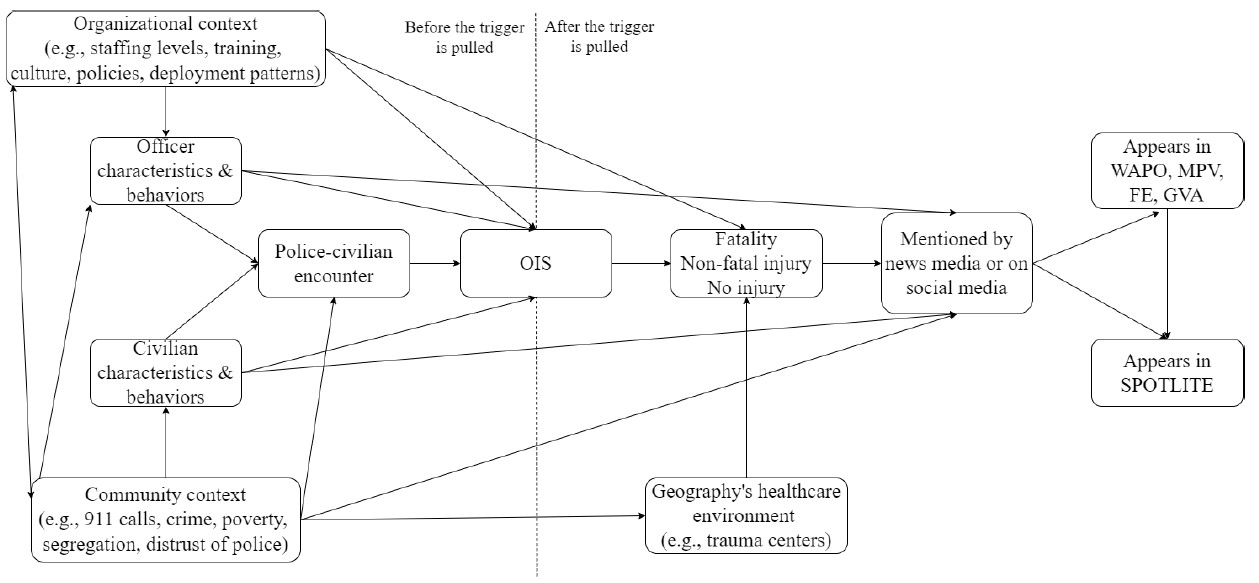 Organizational context
(e.g., staffing levels, training,
culture, policies, deployment patterns)
Before the trigger
is pulled
After the trigger
is pulled
Officer
characteristics &
behaviors
Appears in
WAPO, MPV,
FE, GVA
Police-civilian
encounter
OIS
Fatality
Non-fatal injury
No injury
Mentioned by
news media or on
social media
Civilian
characteristics &
behaviors
Appears in
SPOTLITE
Community context
(e.g., 911 calls, crime, poverty,
segregation, distrust of police)
Geography's healthcare
environment
(e.g., trauma centers)